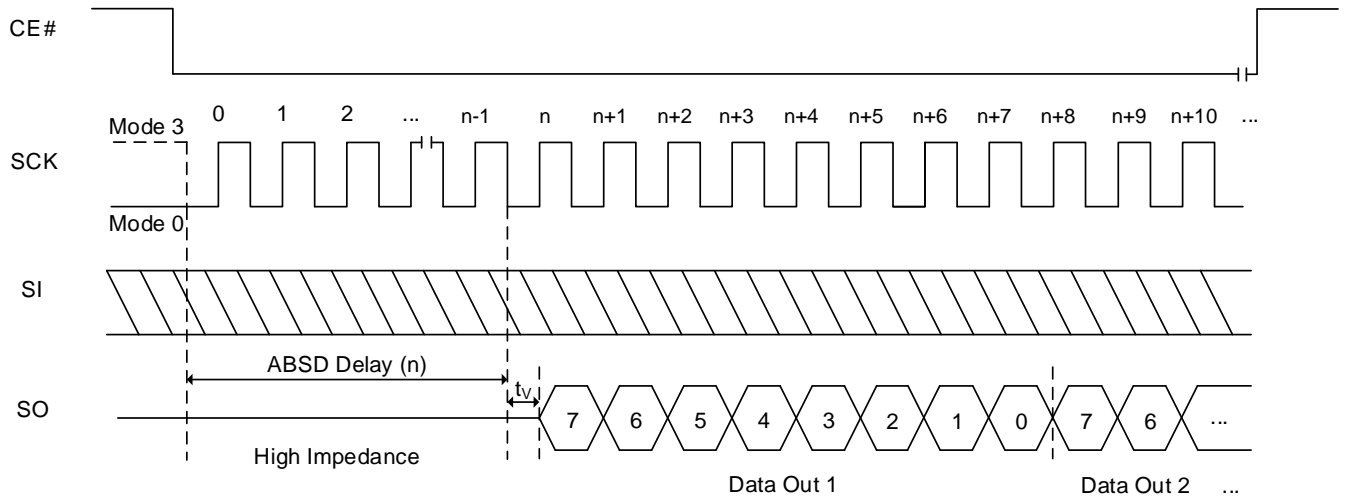 CE#
0 1 2 ... n-1 n n+1 n+2 n+3 n+4 n+5 n+6 n+7 n+8 n+9 n+10 ...
Mode 3
SCK
Mode 0
SI
ABSD Delay (n)
tV
SO
7 6 5 4 3 2 1 0 7 6 ...
High Impedance
Data Out 1 Data Out 2 ...